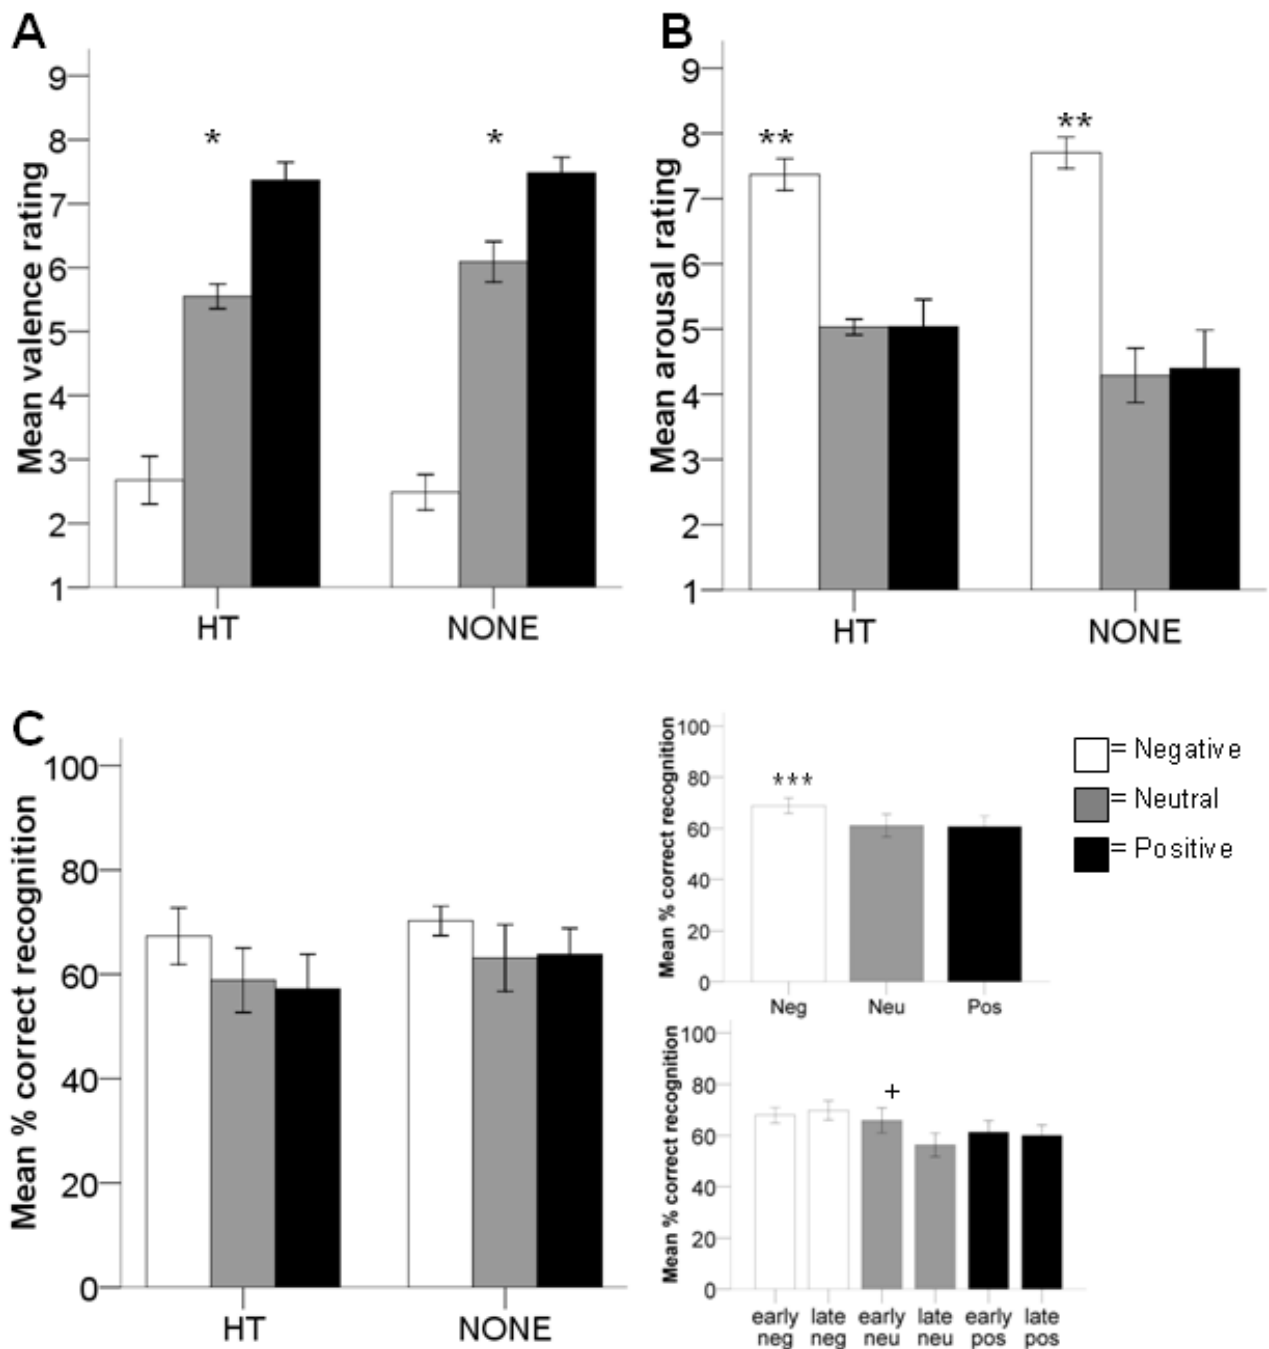 A
Mean valence rating
9
8
7
6
5
4
3
2
1
*
*
HT
NONE
B
Mean arousal rating
9
8
7
6
5
4
3
2
1
**
**
HT
NONE
C
Mean % correct recognition
100
80
60
40
20
0
HT
NONE
Mean % correct recognition
100
80
60
40
20
0
***
Neg
Neu
Pos
= Negative
= Neutral
= Positive
Mean % correct recognition
100
80
60
40
20
0
+
early neg
late neg
early neu
late neu
early pos
late pos